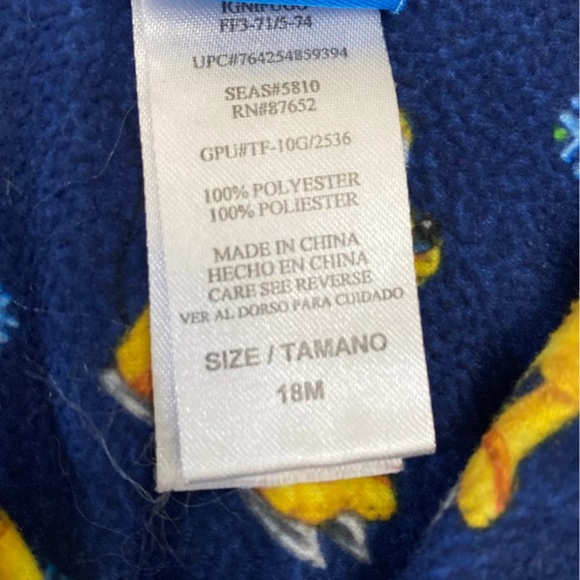 KiNIFUGO
FF3-71/5-74
UPC#764254859394
SEAS#5810
RN#87652
GPU#TF-10G/2536
100% POLYESTER
100% POLIESTER
MADE IN CHINA
HECHO EN CHINA
CARE SEE REVERSE
VER AL DORSO PARA CUIDADO
SIZE / TAMANO
18M